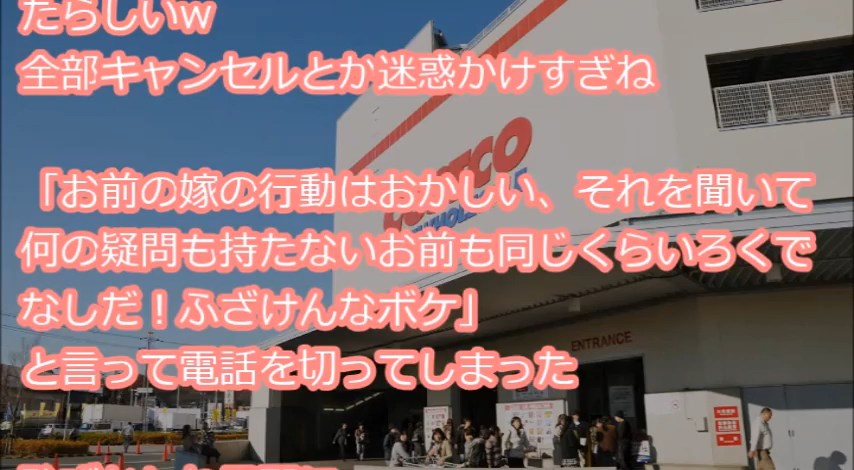 たらしいw
全部キャンセルとか迷惑かけすぎね
「お前の嫁の行動はおかしい、それを聞いて
何の疑問も持たないお前も同じくらいろくで
なしだ！ふざけんなボケ」
と言って電話を切ってしまった
ENTRANCE